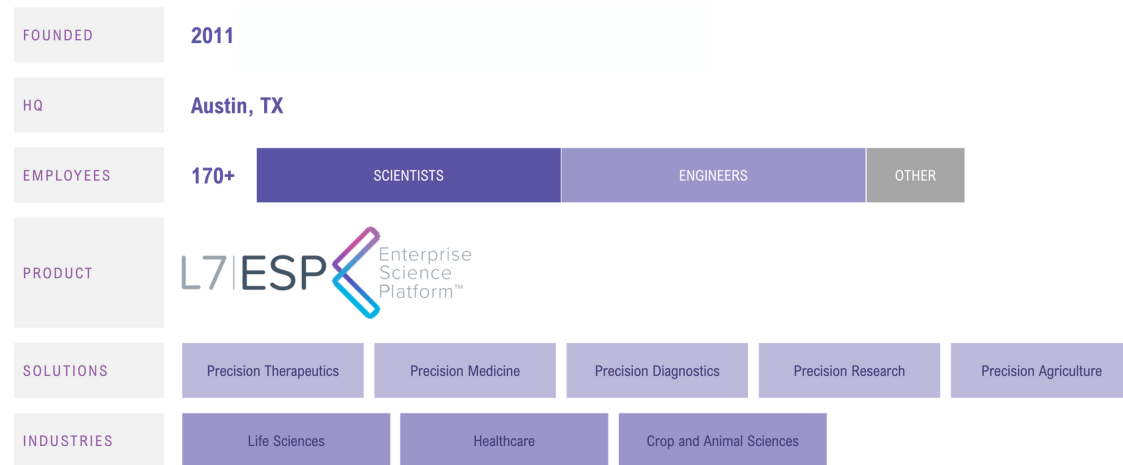 FOUNDED
2011
HQ
Austin, TX
EMPLOYEES
170+
SCIENTISTS
ENGINEERS
OTHER
PRODUCT
L7|ESP
Enterprise
Science
Platform™
SOLUTIONS
Precision Therapeutics
Precision Medicine
Precision Diagnostics
Precision Research
Precision Agriculture
INDUSTRIES
Life Sciences
Healthcare
Crop and Animal Sciences